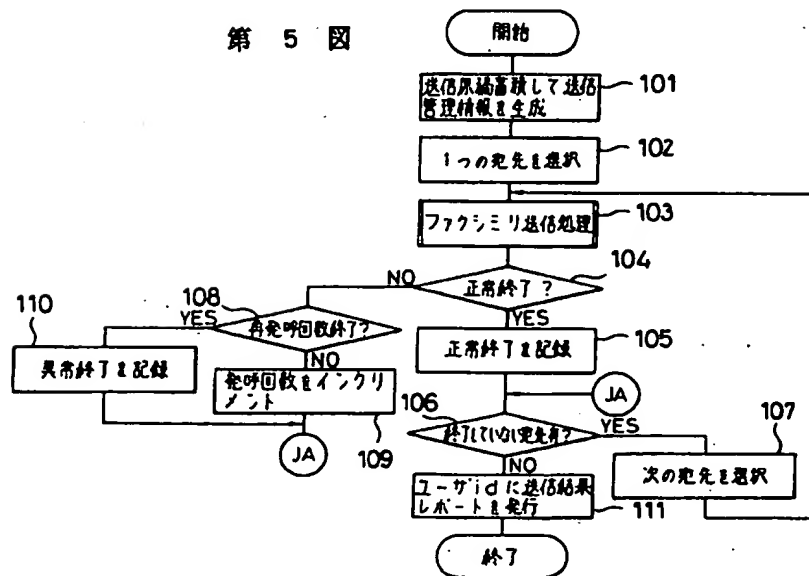 第 5 図
開始
送信原稿蓄積して送信
管理情報を生成
101
1つの宛先を選択
102
ファクシミリ送信処理
103
正常終了?
104
NO
YES
再発呼回数終了?
108
YES
NO
110
異常終了を記録
正常終了を記録
105
発呼回数をインクリ
メント
109
JA
JA
106
終了していない宛先有?
YES
NO
107
次の宛先を選択
ユーザidに送信結果
レポートを発行
111
終了